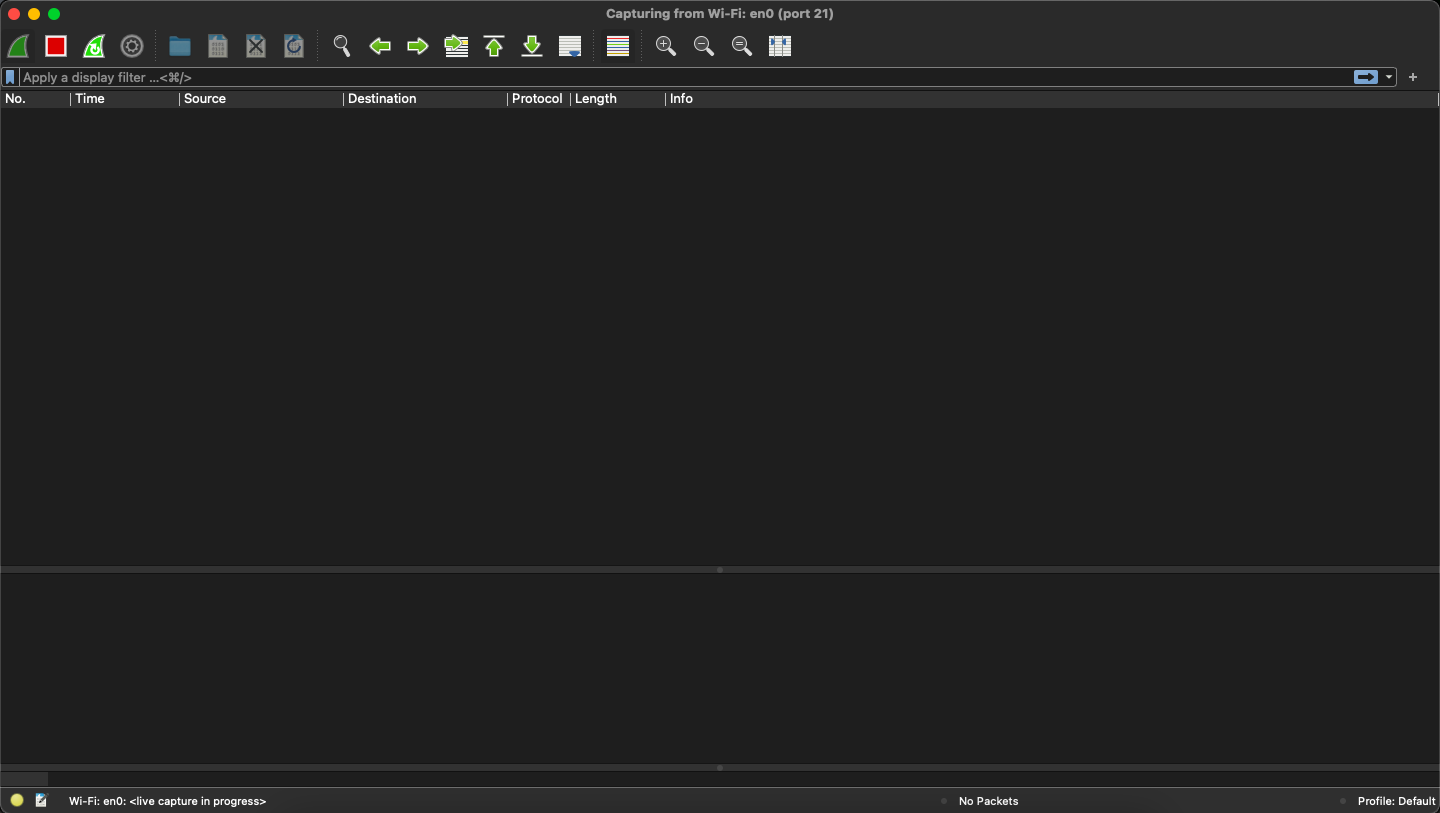 Capturing from Wi-Fi: en0 (port 21)
Apply a display filter ...<⌘/>
No. Time Source Destination Protocol Length Info
Wi-Fi: en0: <live capture in progress> No Packets Profile: Default